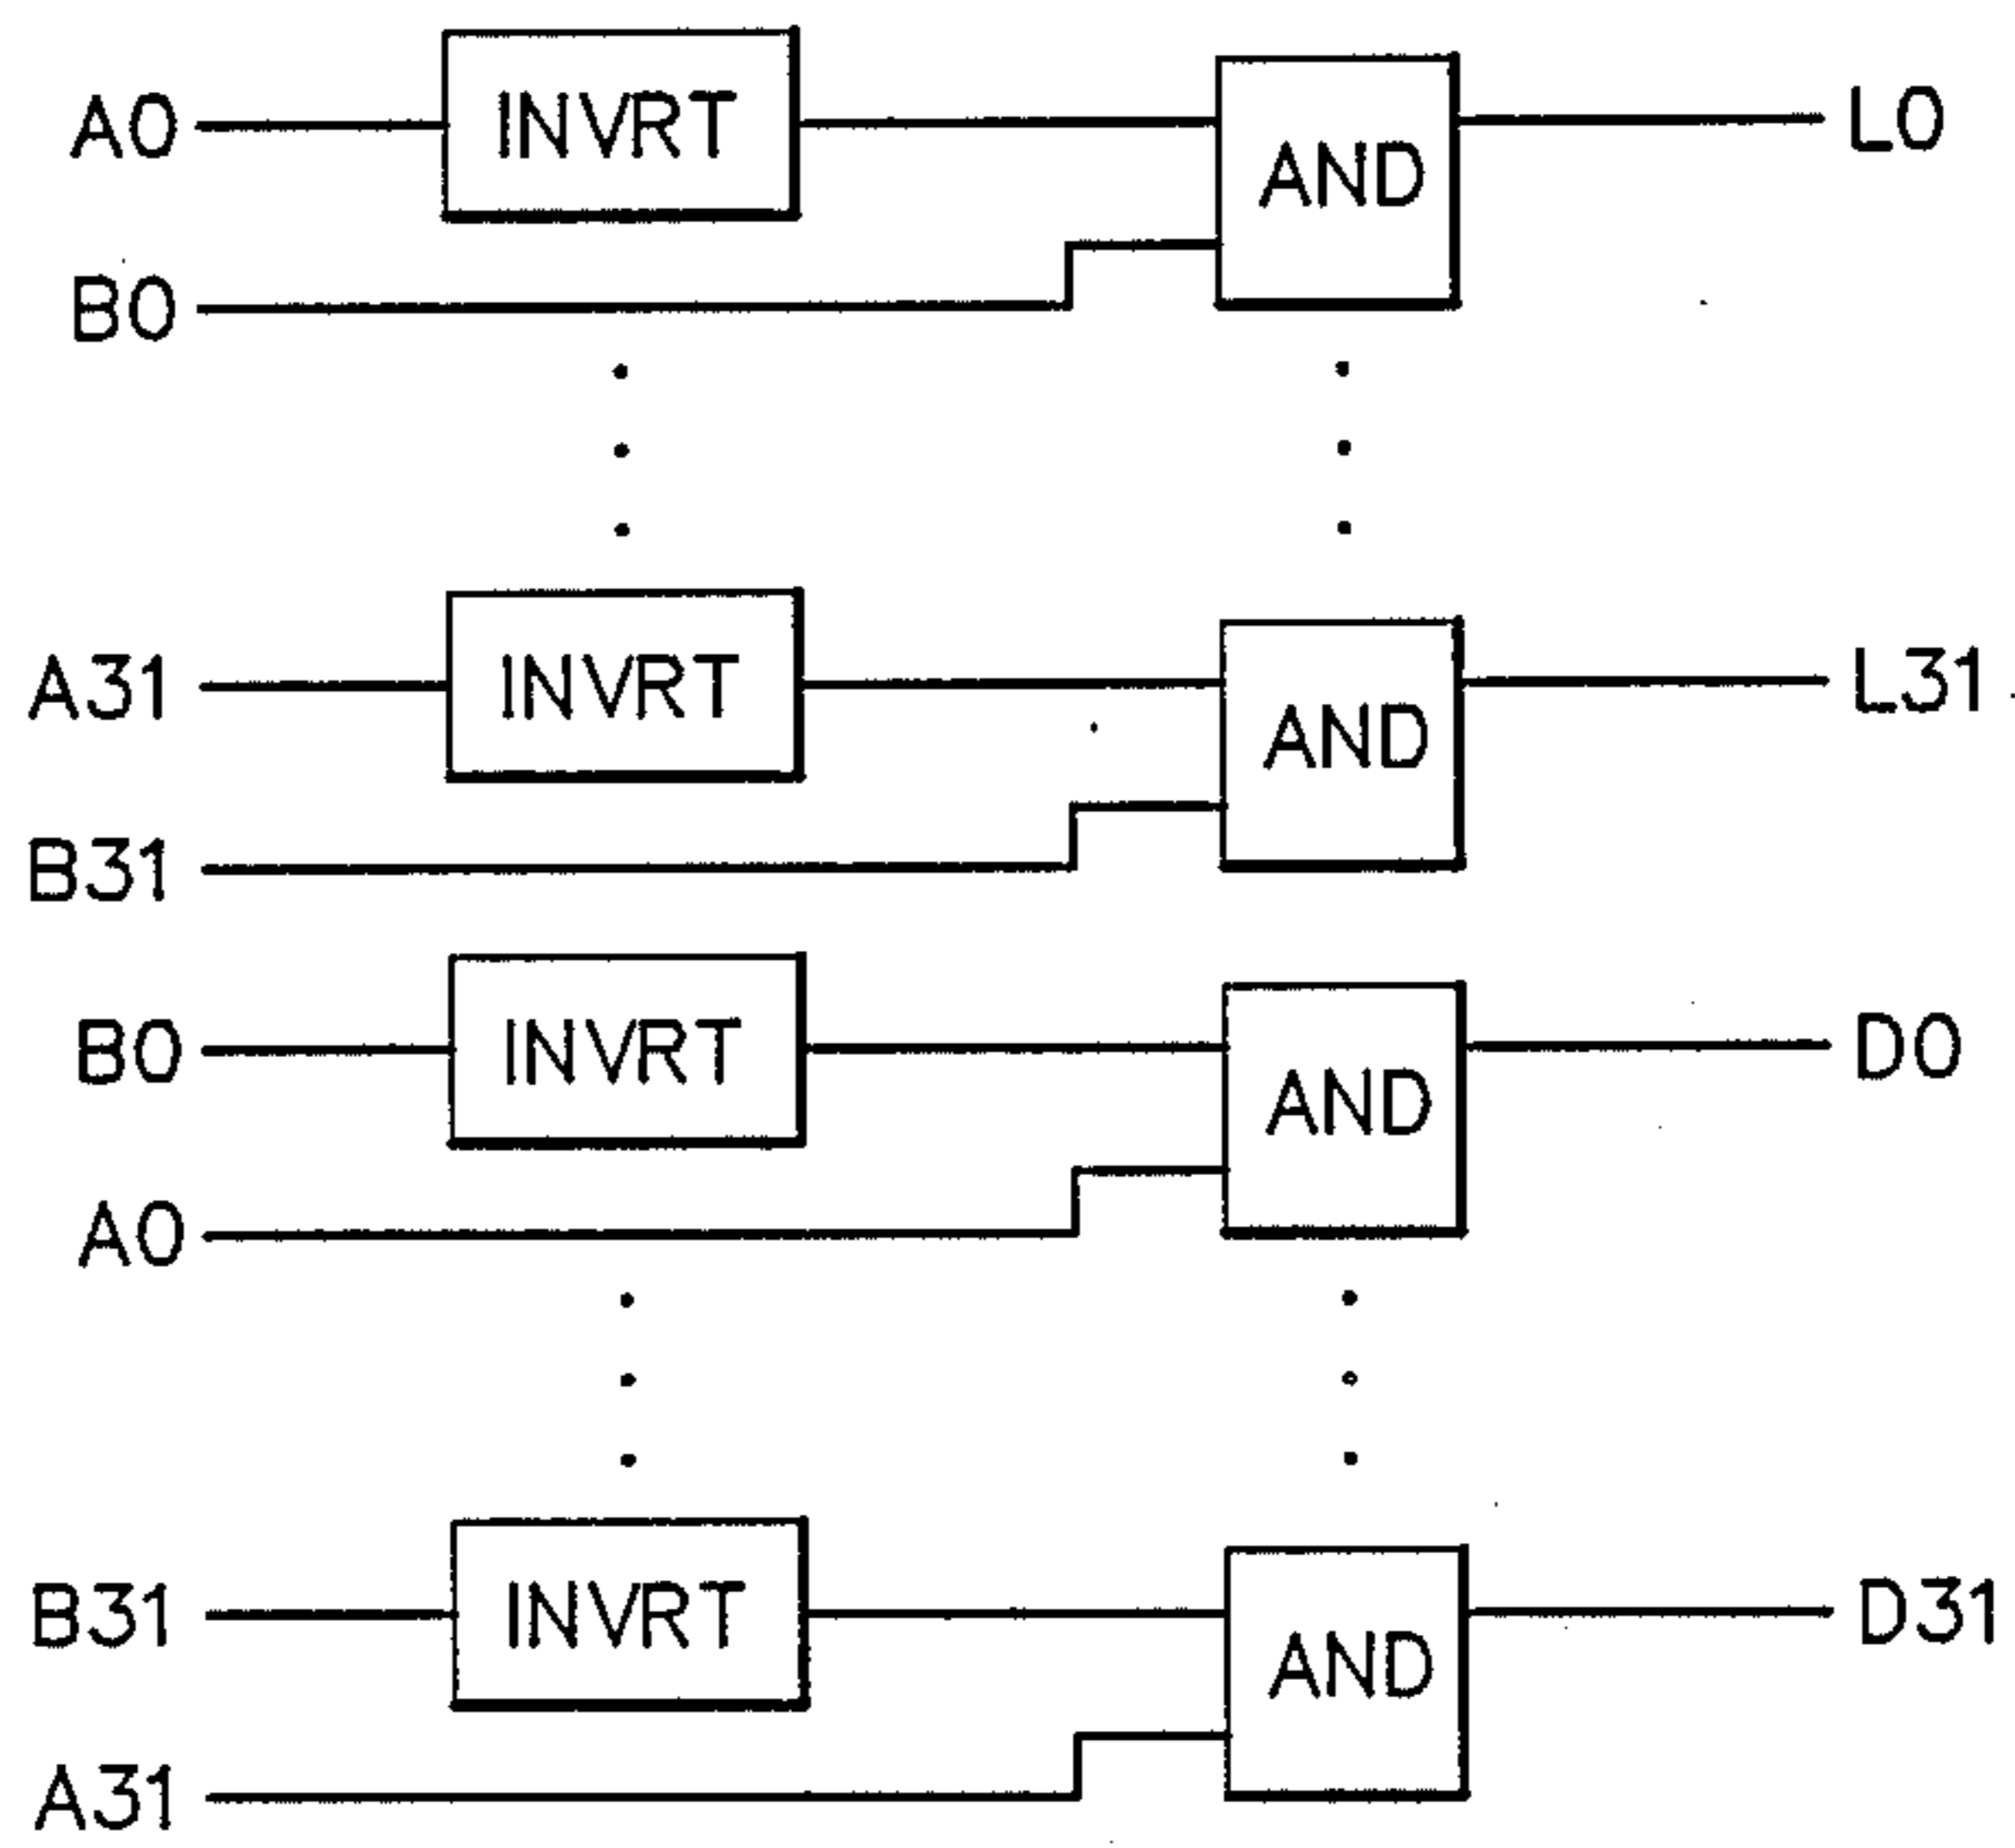 A0 INVRT AND L0
B0
A31 INVRT AND L31
B31
B0 INVRT AND D0
A0
B31 INVRT AND D31
A31